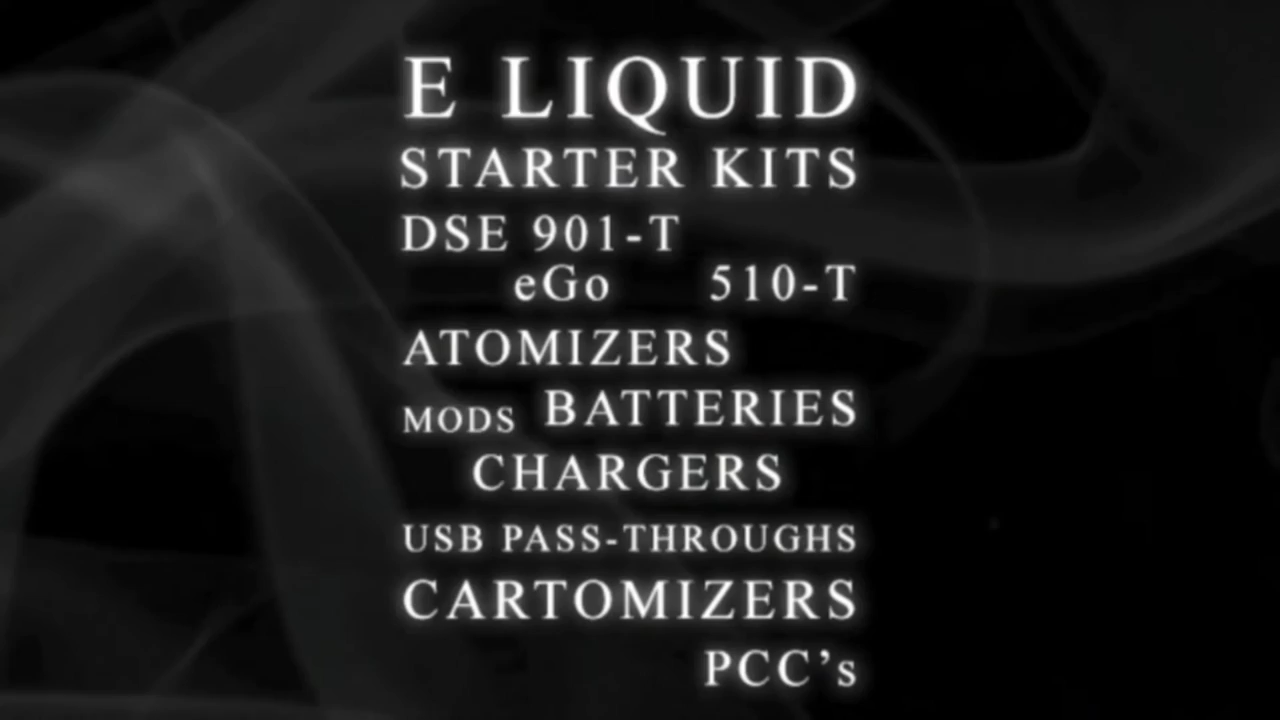 E LIQUID
STARTER KITS
DSE 901-T
eGo 510-T
ATOMIZERS
MODS BATTERIES
CHARGERS
USB PASS-THROUGHS
CARTOMIZERS
PCC’s